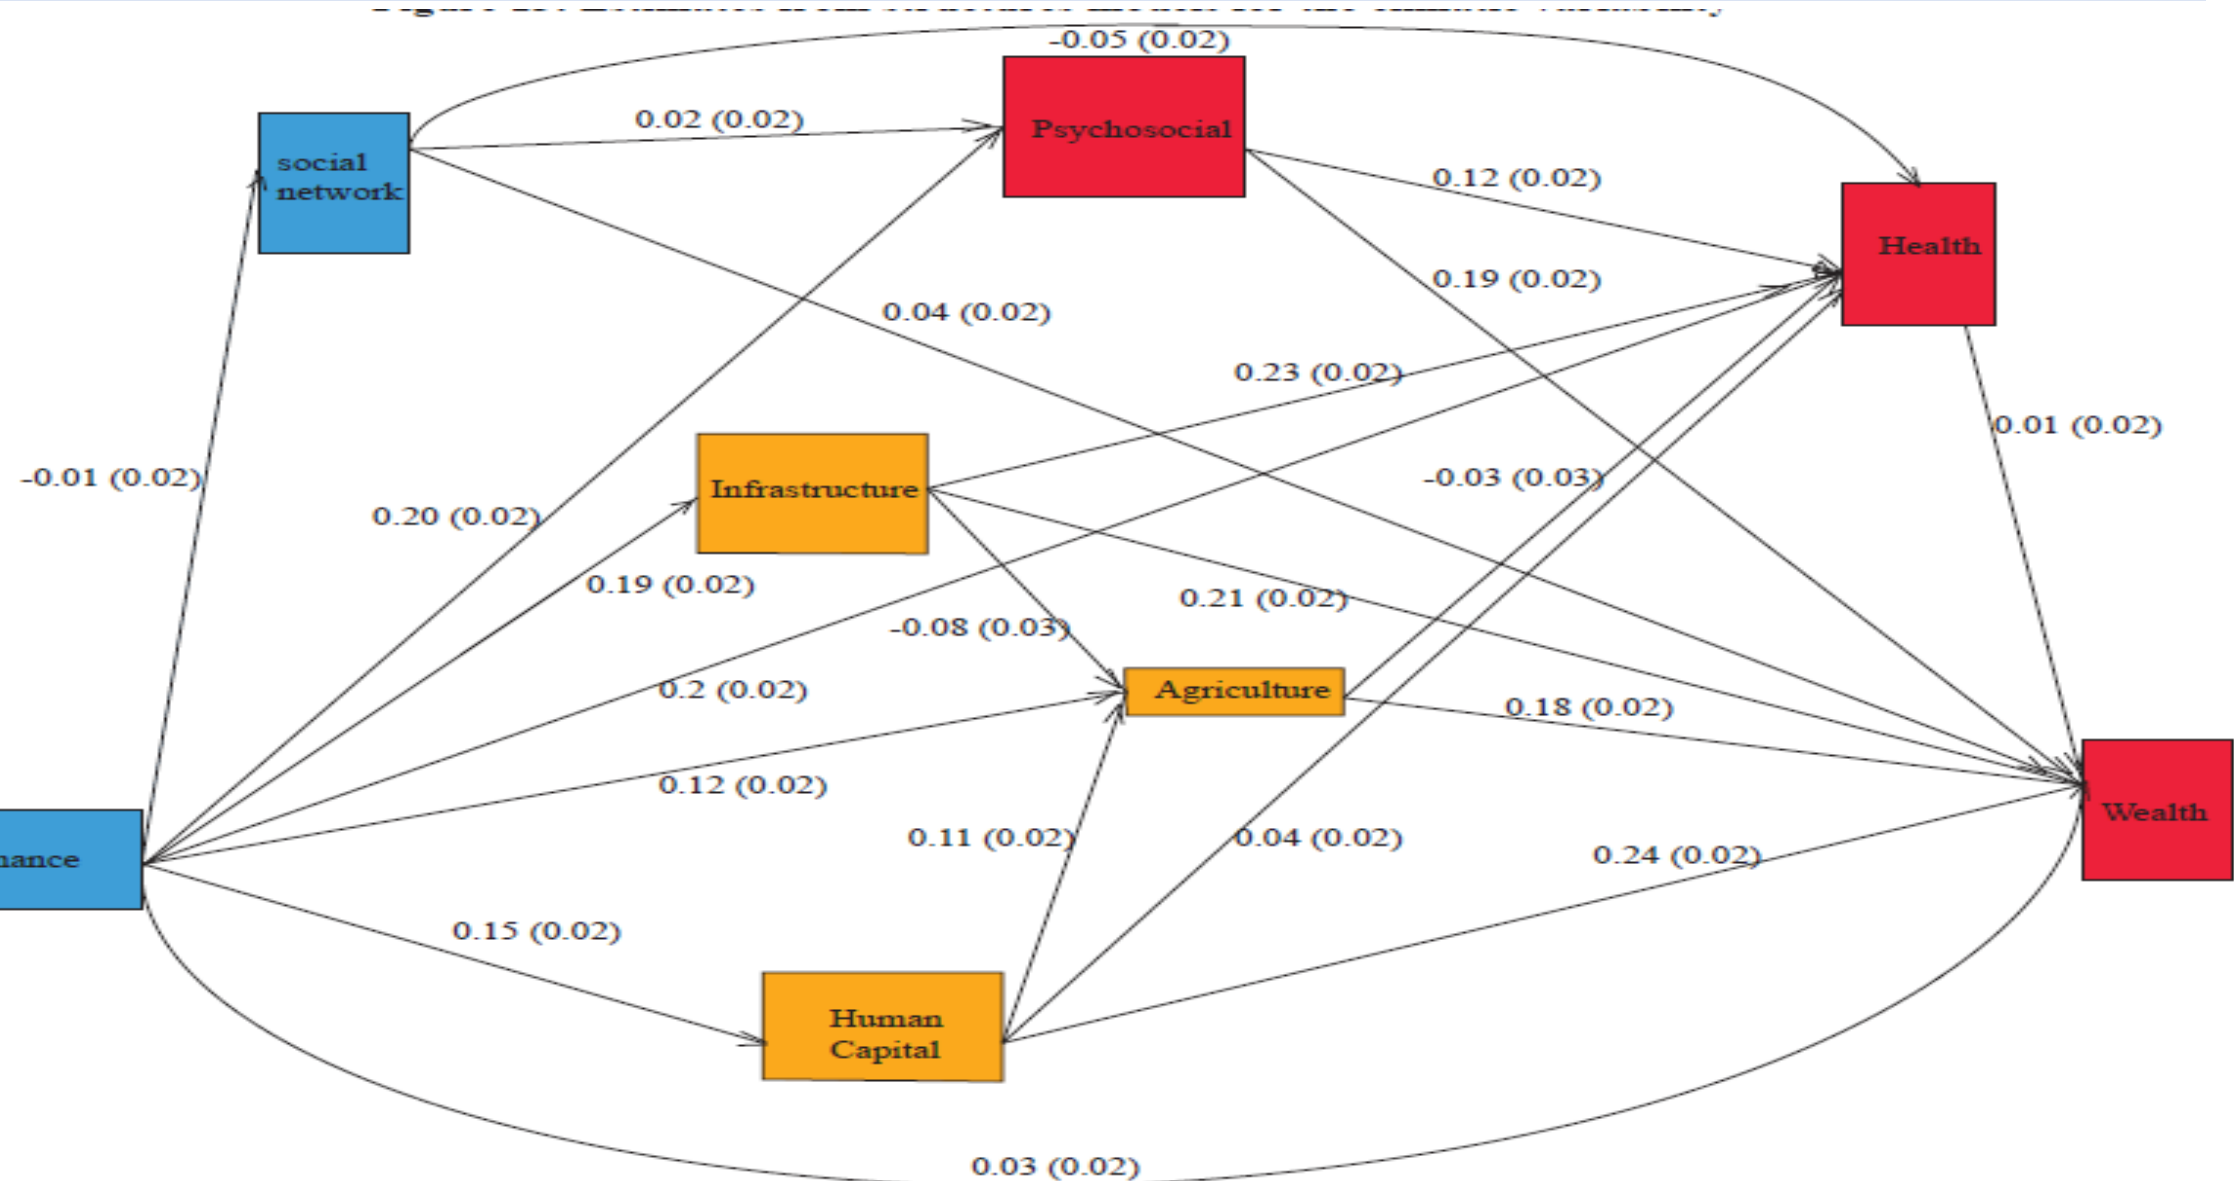 -0.05 (0.02)
0.02 (0.02)
Psychosocial
social
network
0.12 (0.02)
Health
0.19 (0.02)
0.04 (0.02)
0.23 (0.02)
0.01 (0.02)
-0.01 (0.02)
-0.03 (0.03)
Infrastructure
0.20 (0.02)
0.19 (0.02)
0.21 (0.02)
-0.08 (0.03)
0.2 (0.02)
Agriculture
0.18 (0.02)
0.12 (0.02)
Wealth
0.11 (0.02)
0.04 (0.02)
0.24 (0.02)
nance
0.15 (0.02)
Human
Capital
0.03 (0.02)